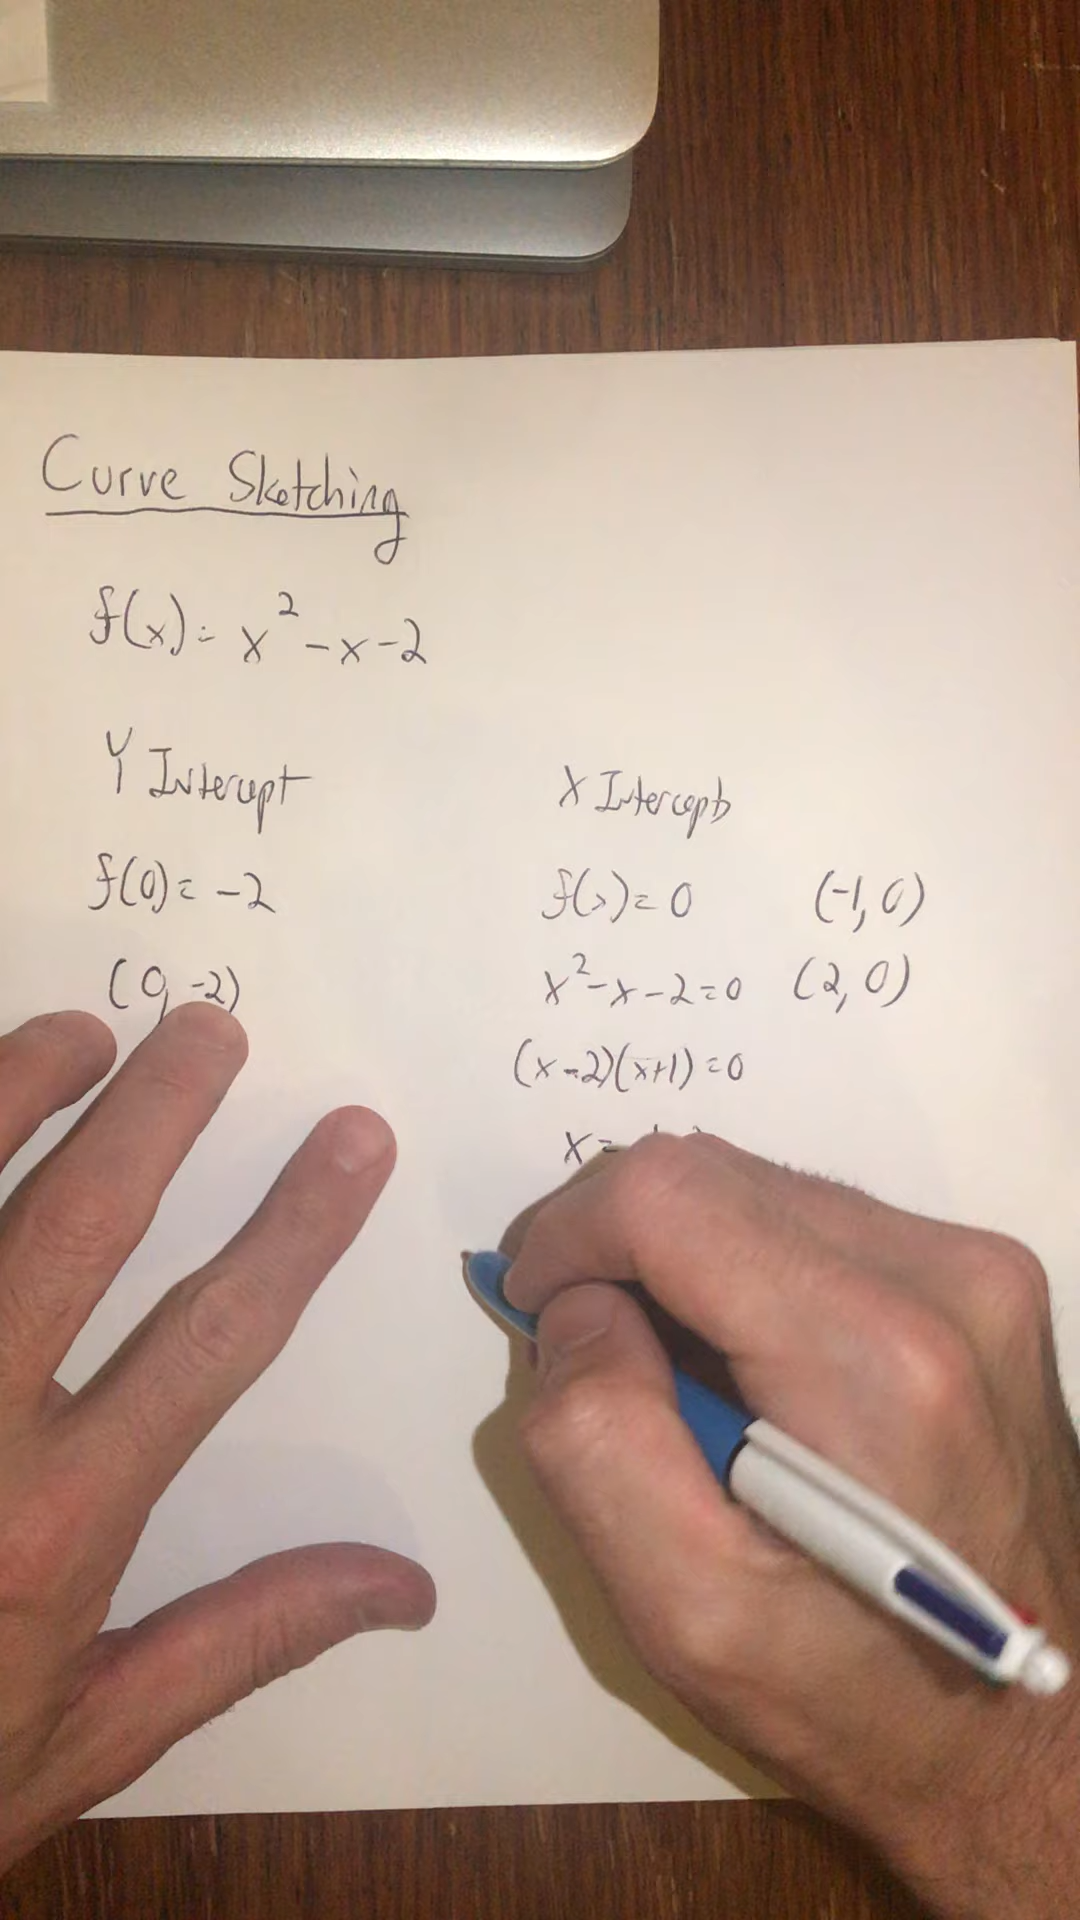 Curve Sketching
f(x) = x² - x - 2
Y Intercept
f(0) = -2
(0, -2)
X Intercepts
f(x) = 0
x² - x - 2 = 0
(x - 2)(x+1) = 0
x =
(-1, 0)
(2, 0)